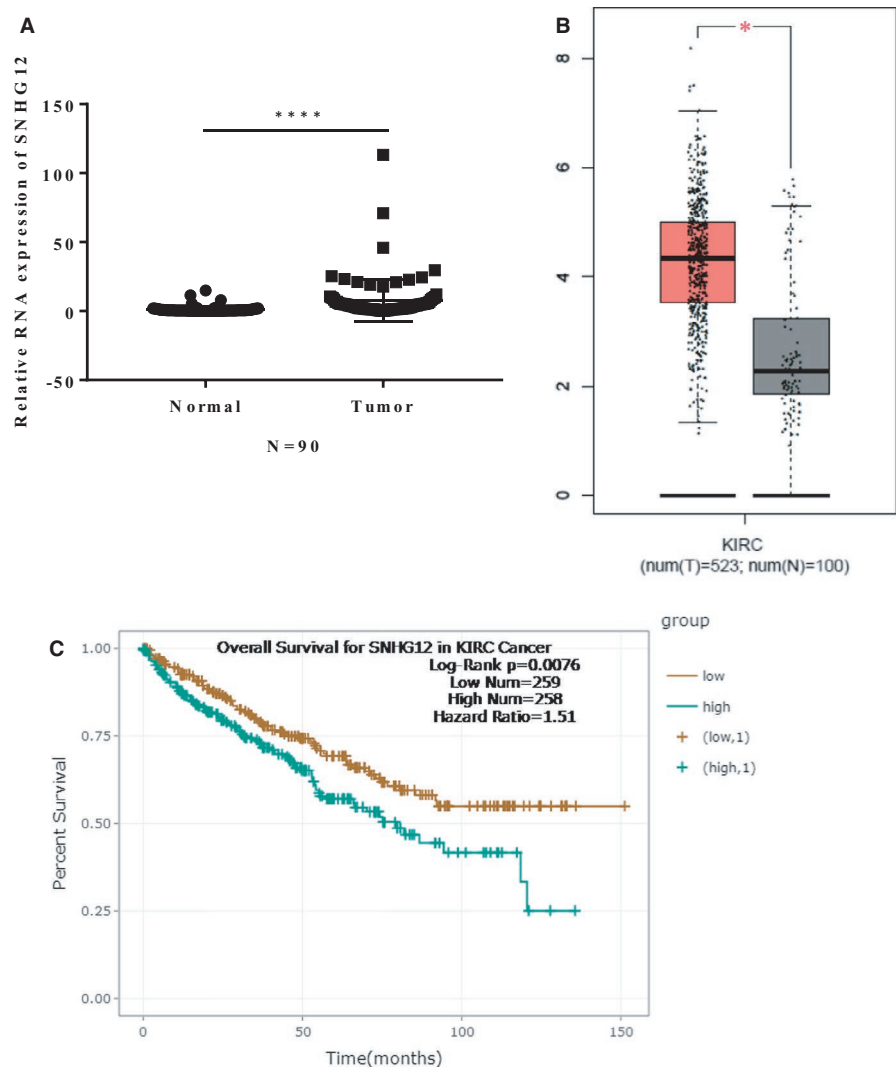 A
Relative RNA expression of SNHG12
150
100
50
0
-50
****
Normal
Tumor
N=90
B
*
8
6
4
2
0
KIRC
(num(T)=523; num(N)=100)
C
Overall Survival for SNHG12 in KIRC Cancer
Log-Rank p=0.0076
Low Num=259
High Num=258
Hazard Ratio=1.51
Percent Survival
1.00
0.75
0.50
0.25
0.00
0
50
100
150
Time(months)
group
low
high
(low,1)
(high,1)